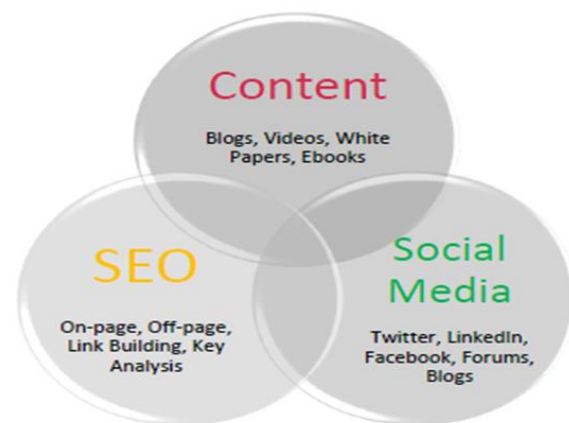 Content
Blogs, Videos, White
Papers, Ebooks
SEO
On-page, Off-page,
Link Building, Key
Analysis
Social
Media
Twitter, LinkedIn,
Facebook, Forums,
Blogs